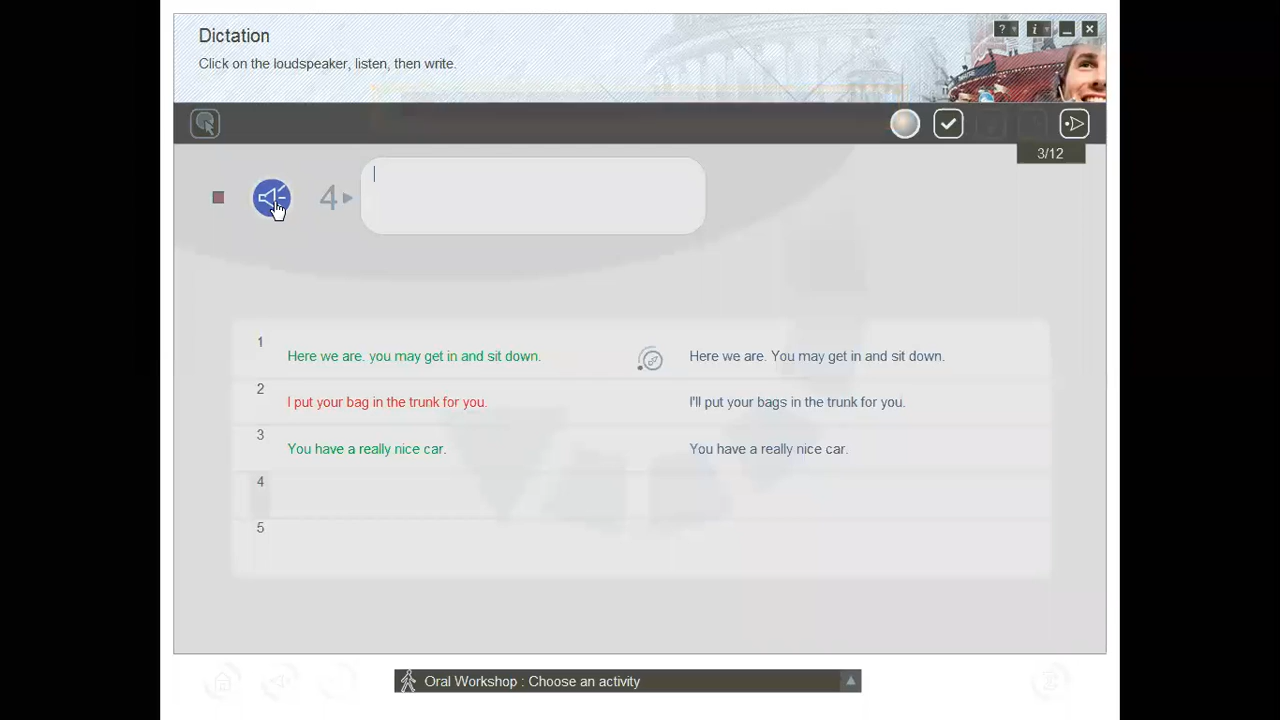 Dictation
Click on the loudspeaker, listen, then write.
? i
3/12
4
1
Here we are. you may get in and sit down. Here we are. You may get in and sit down.
2
I put your bag in the trunk for you. I'll put your bags in the trunk for you.
3
You have a really nice car. You have a really nice car.
4
5
Oral Workshop : Choose an activity